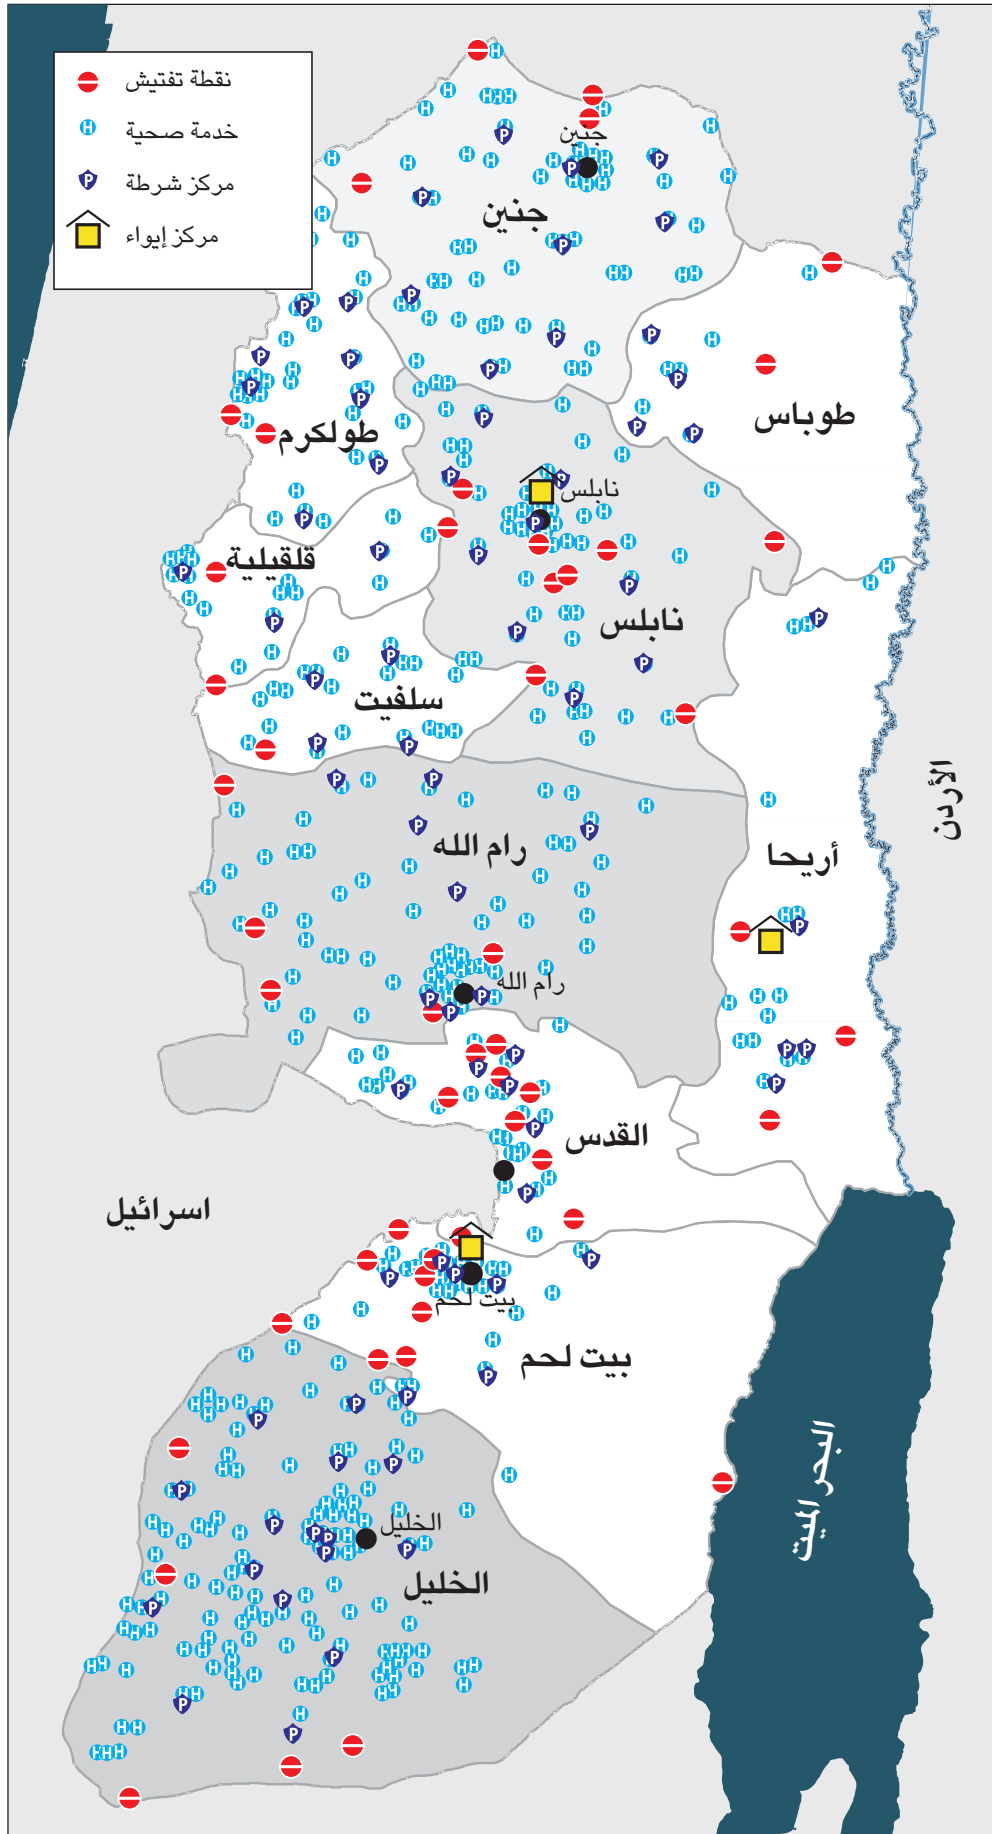 نقطة تفتيش
خدمة صحية
مركز شرطة
مركز إيواء
جنين
جنين
طوباس
طولكرم
نابلس
قلقيلية
نابلس
سلفيت
الأردن
رام الله
أريحا
رام الله
القدس
اسرائيل
بيت لحم
بيت لحم
البحر الميت
الخليل
الخليل